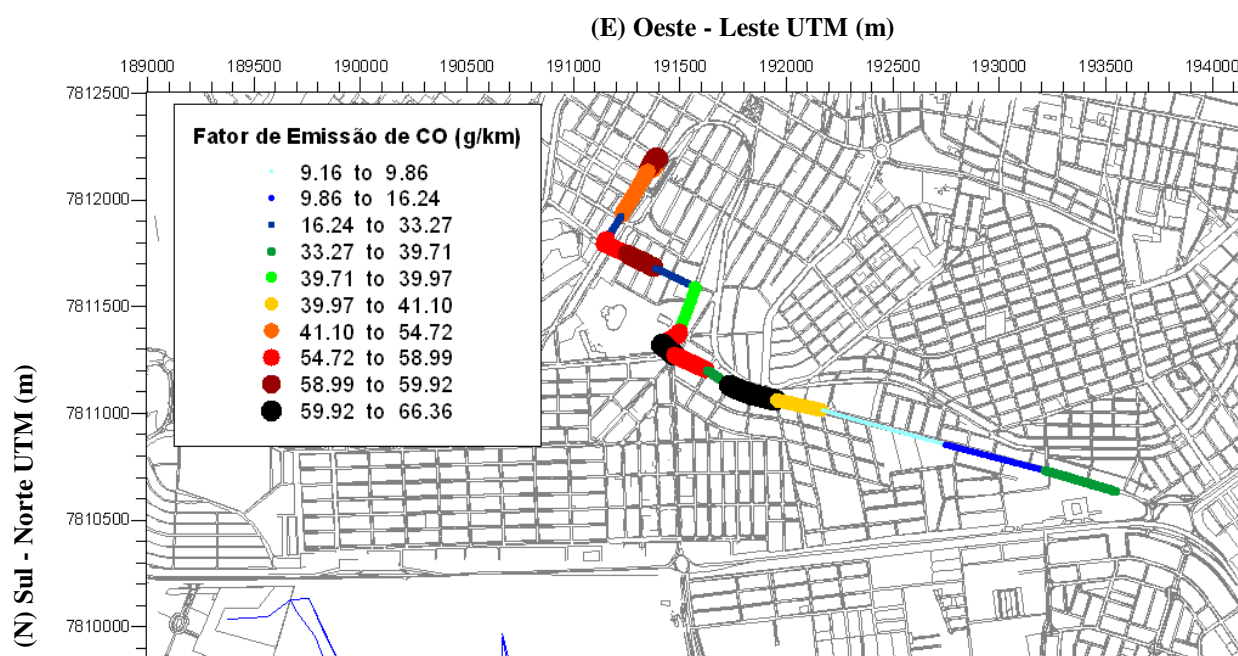 (E) Oeste - Leste UTM (m)
189000 189500 190000 190500 191000 191500 192000 192500 193000 193500 194000
7812500
Fator de Emissão de CO (g/km)
9.16 to 9.86
9.86 to 16.24
16.24 to 33.27
33.27 to 39.71
39.71 to 39.97
39.97 to 41.10
41.10 to 54.72
54.72 to 58.99
58.99 to 59.92
59.92 to 66.36
7812000
7811500
7811000
7810500
7810000
(N) Sul - Norte UTM (m)